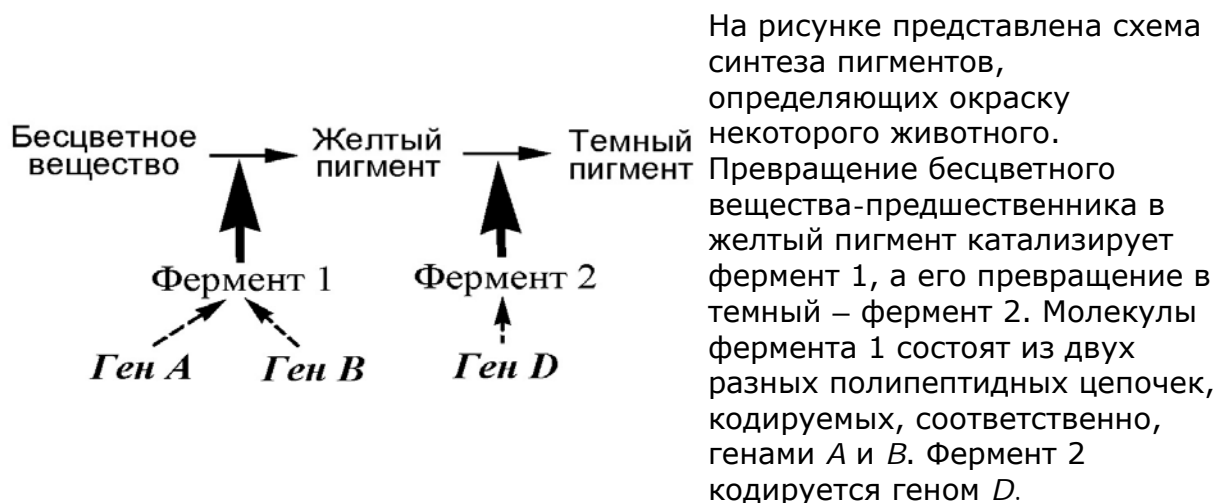 Бесцветное вещество
Желтый пигмент
Темный пигмент
Фермент 1
Фермент 2
Ген A
Ген B
Ген D
На рисунке представлена схема
синтеза пигментов,
определяющих окраску
некоторого животного.
Превращение бесцветного
вещества-предшественника в
желтый пигмент катализирует
фермент 1, а его превращение в
темный – фермент 2. Молекулы
фермента 1 состоят из двух
разных полипептидных цепочек,
кодируемых, соответственно,
генами A и B. Фермент 2
кодируется геном D.